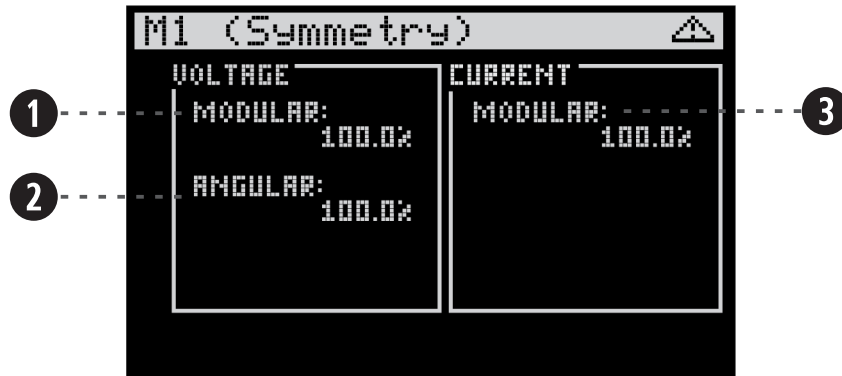 M1 (Symmetry)
VOLTAGE
1 MODULAR:
100.0%
2 ANGULAR:
100.0%
CURRENT
MODULAR: 3
100.0%